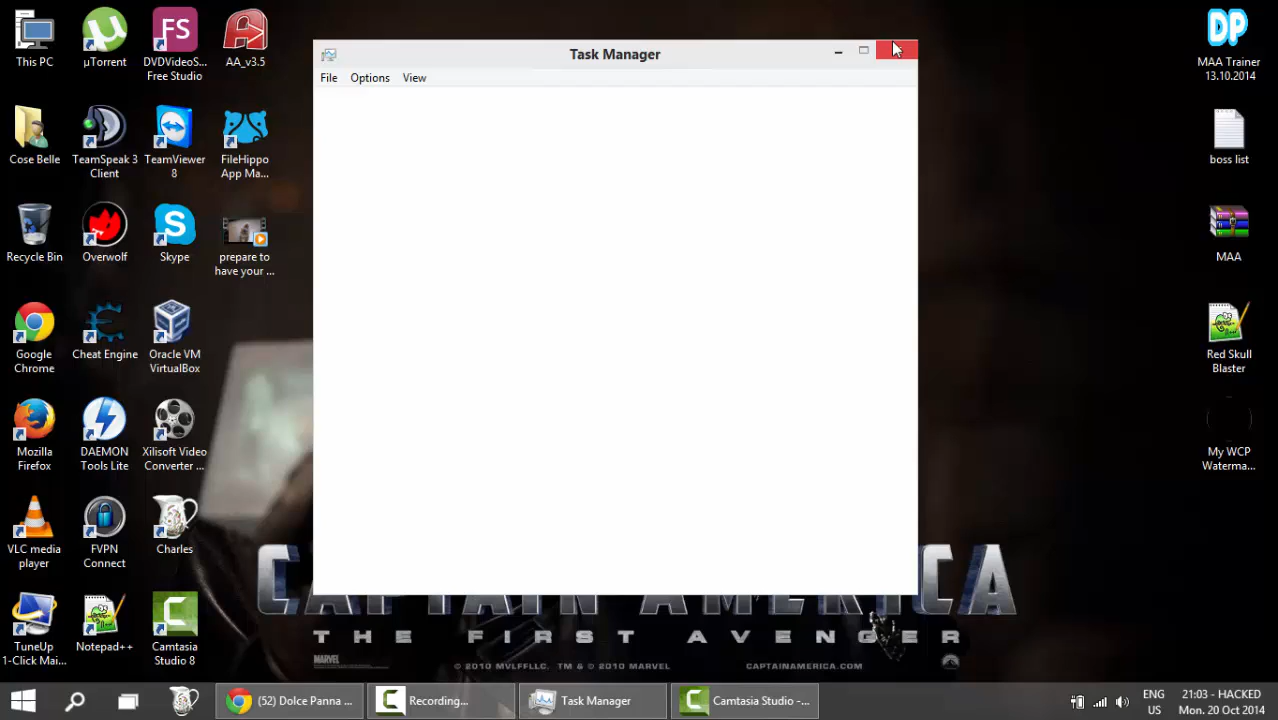 This PC
µTorrent
DVDVideoS...
Free Studio
AA_v3.5
Cose Belle
TeamSpeak 3
Client
TeamViewer
8
FileHippo
App Ma...
Recycle Bin
Overwolf
Skype
prepare to
have your ...
Google
Chrome
Cheat Engine
Oracle VM
VirtualBox
Mozilla
Firefox
DAEMON
Tools Lite
Xilisoft Video
Converter ...
VLC media
player
FVPN
Connect
Charles
TuneUp
1-Click Mai...
Notepad++
Camtasia
Studio 8
FS
Task Manager
File
Options
View
DP
MAA Trainer
13.10.2014
boss list
MAA
Red Skull
Blaster
My WCP
Waterma...
CAPTAIN AMERICA
THE FIRST AVENGER
MARVEL
© 2010 MVLFFLLC. TM & © 2010 MARVEL
CAPTAINAMERICA.COM
(52) Dolce Panna ...
Recording...
Task Manager
Camtasia Studio -...
ENG
US
21:03 - HACKED
Mon. 20 Oct 2014